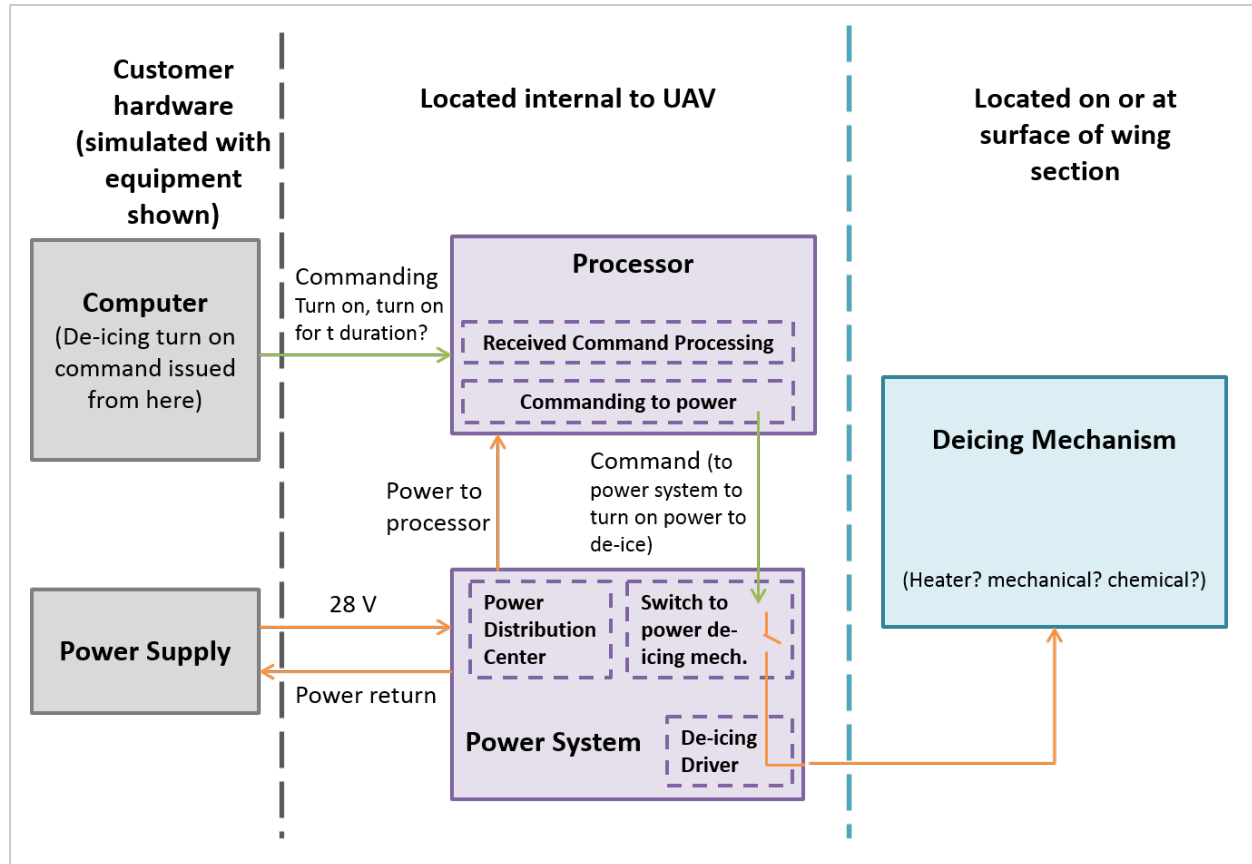 Customer
hardware
(simulated with
equipment
shown)
Located internal to UAV
Located on or at
surface of wing
section
Computer
(De-icing turn on
command issued
from here)
Commanding
Turn on, turn on
for t duration?
Processor
Received Command Processing
Commanding to power
Power to
processor
Command (to
power system to
turn on power to
de-ice)
Deicing Mechanism
(Heater? mechanical? chemical?)
Power Supply
28 V
Power return
Power
Distribution
Center
Switch to
power de-
icing mech.
Power System
De-icing
Driver